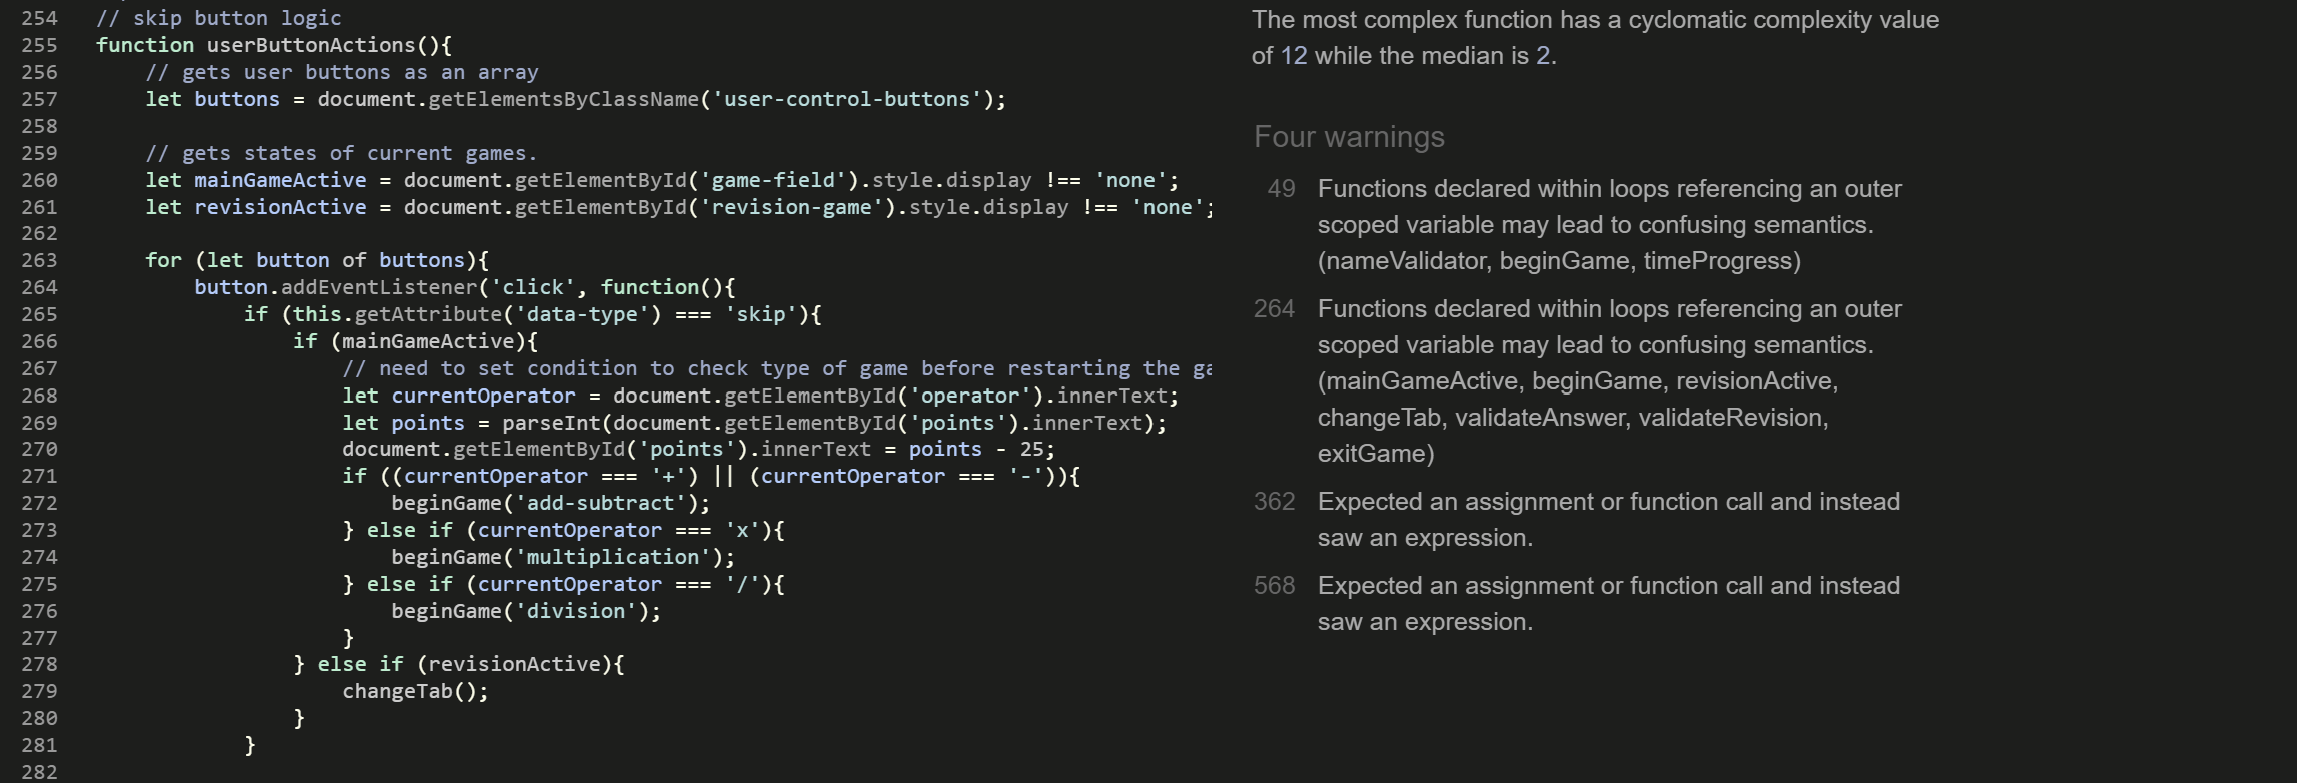 254 // skip button logic
255 function userButtonActions(){
256 // gets user buttons as an array
257 let buttons = document.getElementsByClassName('user-control-buttons');
258
259 // gets states of current games.
260 let mainGameActive = document.getElementById('game-field').style.display !== 'none';
261 let revisionActive = document.getElementById('revision-game').style.display !== 'none';
262
263 for (let button of buttons){
264 button.addEventListener('click', function(){
265 if (this.getAttribute('data-type') === 'skip'){
266 if (mainGameActive){
267 // need to set condition to check type of game before restarting the ga
268 let currentOperator = document.getElementById('operator').innerText;
269 let points = parseInt(document.getElementById('points').innerText);
270 document.getElementById('points').innerText = points - 25;
271 if ((currentOperator === '+') || (currentOperator === '-')){
272 beginGame('add-subtract');
273 } else if (currentOperator === 'x'){
274 beginGame('multiplication');
275 } else if (currentOperator === '/'){
276 beginGame('division');
277 }
278 } else if (revisionActive){
279 changeTab();
280 }
281 }
282
The most complex function has a cyclomatic complexity value
of 12 while the median is 2.
Four warnings
49 Functions declared within loops referencing an outer
scoped variable may lead to confusing semantics.
(nameValidator, beginGame, timeProgress)
264 Functions declared within loops referencing an outer
scoped variable may lead to confusing semantics.
(mainGameActive, beginGame, revisionActive,
changeTab, validateAnswer, validateRevision,
exitGame)
362 Expected an assignment or function call and instead
saw an expression.
568 Expected an assignment or function call and instead
saw an expression.